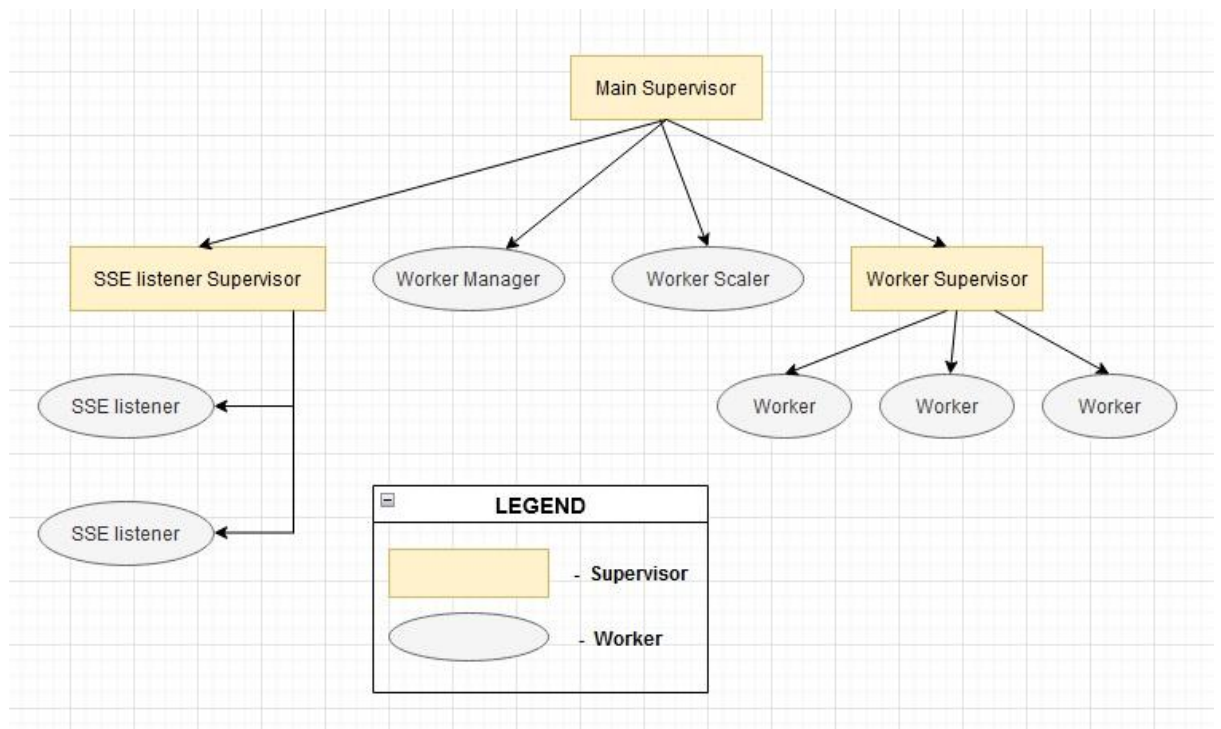 Main Supervisor
SSE listener Supervisor
Worker Manager
Worker Scaler
Worker Supervisor
SSE listener
Worker
Worker
Worker
SSE listener
LEGEND
- Supervisor
- Worker